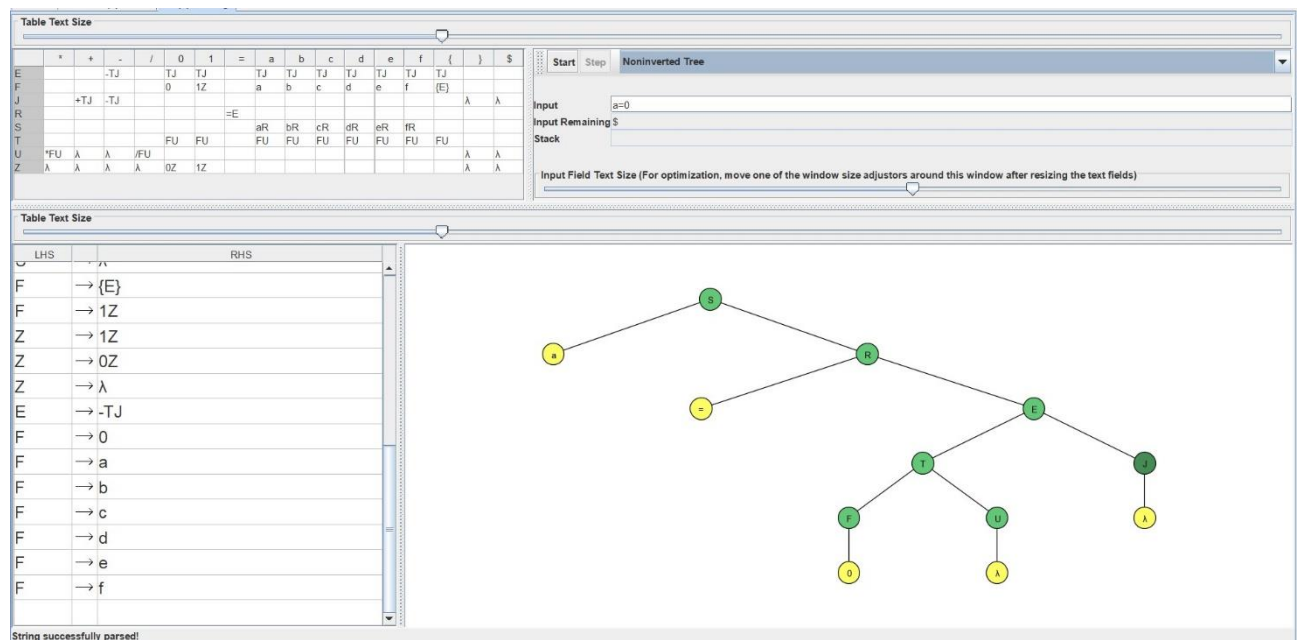 Table Text Size
* + - / 0 1 = a b c d e f { } $
E -TJ TJ TJ TJ TJ TJ TJ TJ TJ TJ
F 0 1Z a b c d e f {E}
J +TJ -TJ λ λ
R =E
S aR bR cR dR eR fR
T FU FU FU FU FU FU FU FU FU
U *FU λ λ /FU λ λ
Z λ λ λ λ 0Z 1Z λ λ
Start Step Noninverted Tree
Input a=0
Input Remaining $
Stack
Input Field Text Size (For optimization, move one of the window size adjustors around this window after resizing the text fields)
Table Text Size
LHS RHS
F → {E}
F → 1Z
Z → 1Z
Z → 0Z
Z → λ
E → -TJ
F → 0
F → a
F → b
F → c
F → d
F → e
F → f
S
a R
= E
T J
F U λ
0 λ
String successfully parsed!